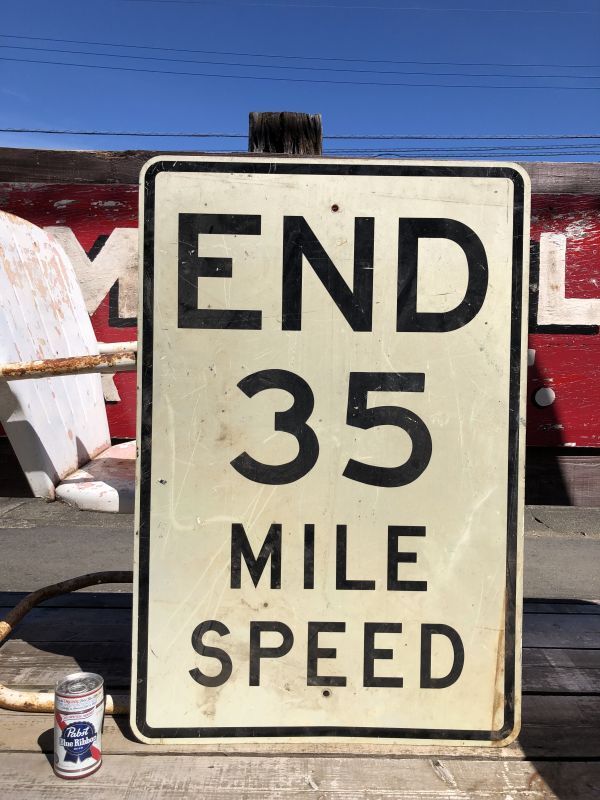 END
35
MILE
SPEED
Pabst
Blue Ribbon